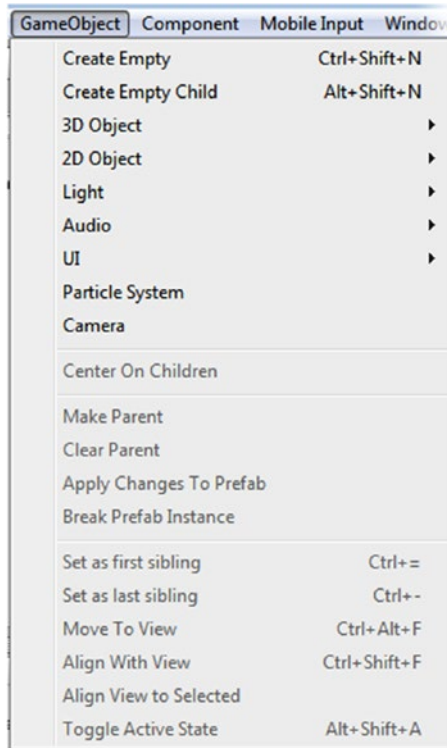 GameObject Component Mobile Input Window
Create Empty Ctrl+Shift+N
Create Empty Child Alt+Shift+N
3D Object
2D Object
Light
Audio
UI
Particle System
Camera
Center On Children
Make Parent
Clear Parent
Apply Changes To Prefab
Break Prefab Instance
Set as first sibling Ctrl+=
Set as last sibling Ctrl+-
Move To View Ctrl+Alt+F
Align With View Ctrl+Shift+F
Align View to Selected
Toggle Active State Alt+Shift+A